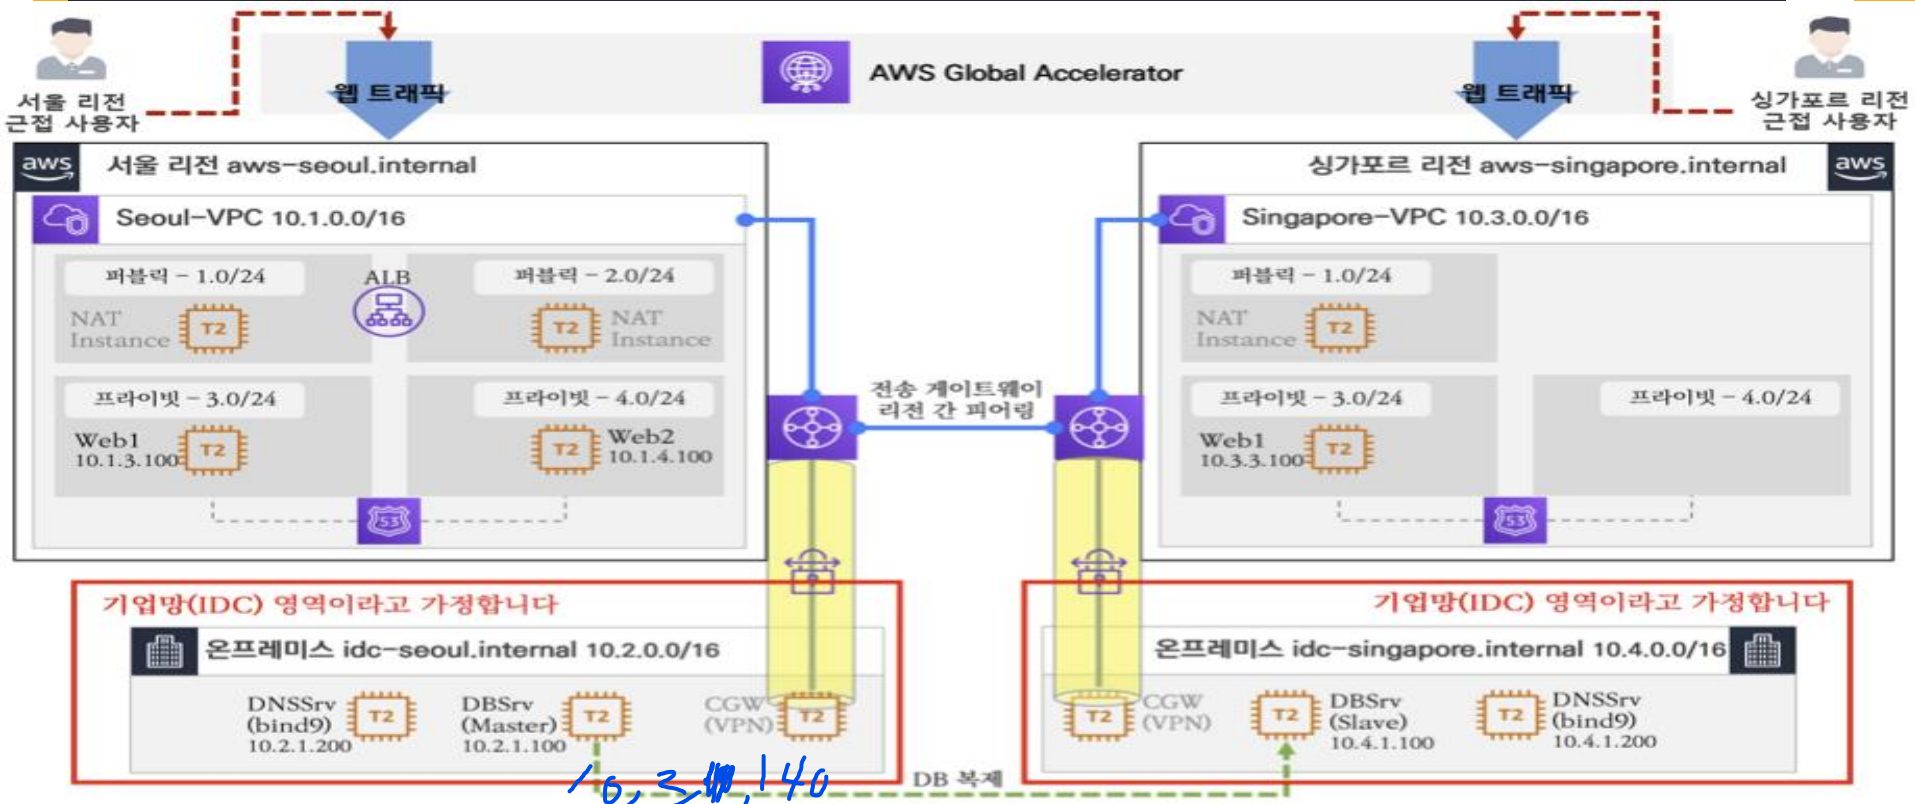 AWS Global Accelerator
웹 트래픽
웹 트래픽
서울 리전
근접 사용자
싱가포르 리전
근접 사용자
aws
서울 리전 aws-seoul.internal
Seoul-VPC 10.1.0.0/16
퍼블릭 - 1.0/24
ALB
퍼블릭 - 2.0/24
NAT
Instance
T2
T2
NAT
Instance
프라이빗 - 3.0/24
프라이빗 - 4.0/24
Web1
10.1.3.100
T2
T2
Web2
10.1.4.100
53
전송 게이트웨이
리전 간 피어링
싱가포르 리전 aws-singapore.internal
aws
Singapore-VPC 10.3.0.0/16
퍼블릭 - 1.0/24
NAT
Instance
T2
프라이빗 - 3.0/24
프라이빗 - 4.0/24
Web1
10.3.3.100
T2
53
기업망(IDC) 영역이라고 가정합니다
온프레미스 idc-seoul.internal 10.2.0.0/16
DNSSrv
(bind9)
10.2.1.200
T2
DBSrv
(Master)
10.2.1.100
T2
CGW
(VPN)
T2
기업망(IDC) 영역이라고 가정합니다
온프레미스 idc-singapore.internal 10.4.0.0/16
T2
CGW
(VPN)
T2
DBSrv
(Slave)
10.4.1.100
T2
DNSSrv
(bind9)
10.4.1.200
DB 복제